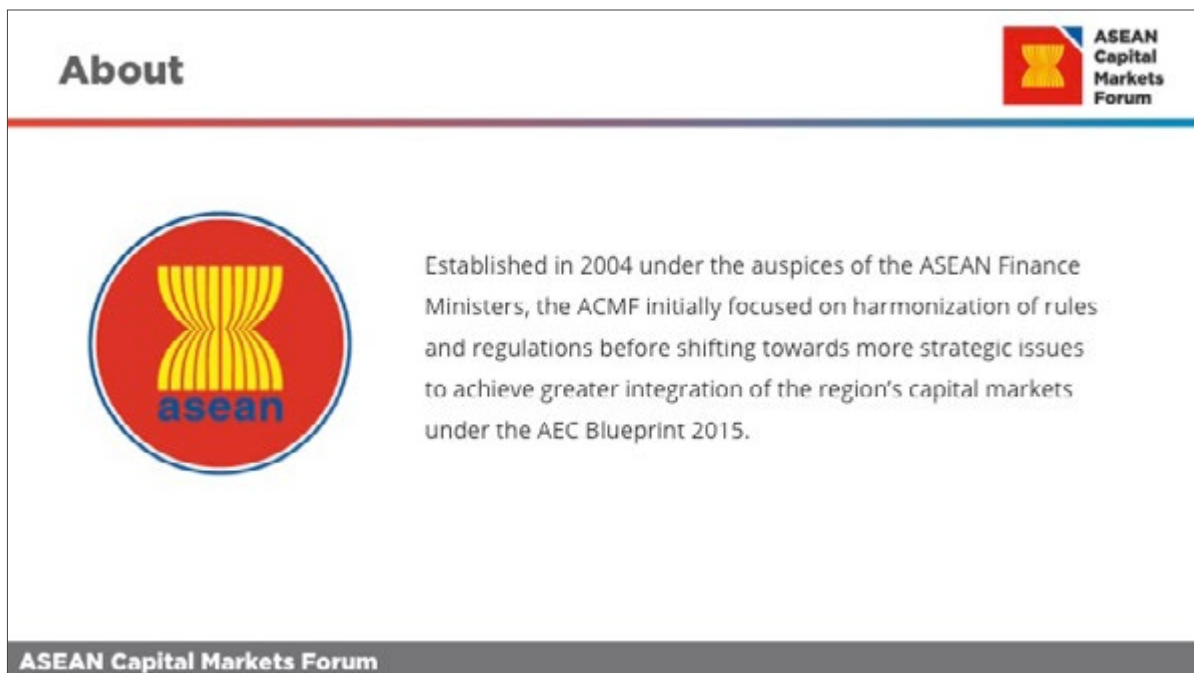 About
ASEAN
Capital
Markets
Forum
asean
Established in 2004 under the auspices of the ASEAN Finance
Ministers, the ACMF initially focused on harmonization of rules
and regulations before shifting towards more strategic issues
to achieve greater integration of the region's capital markets
under the AEC Blueprint 2015.
ASEAN Capital Markets Forum